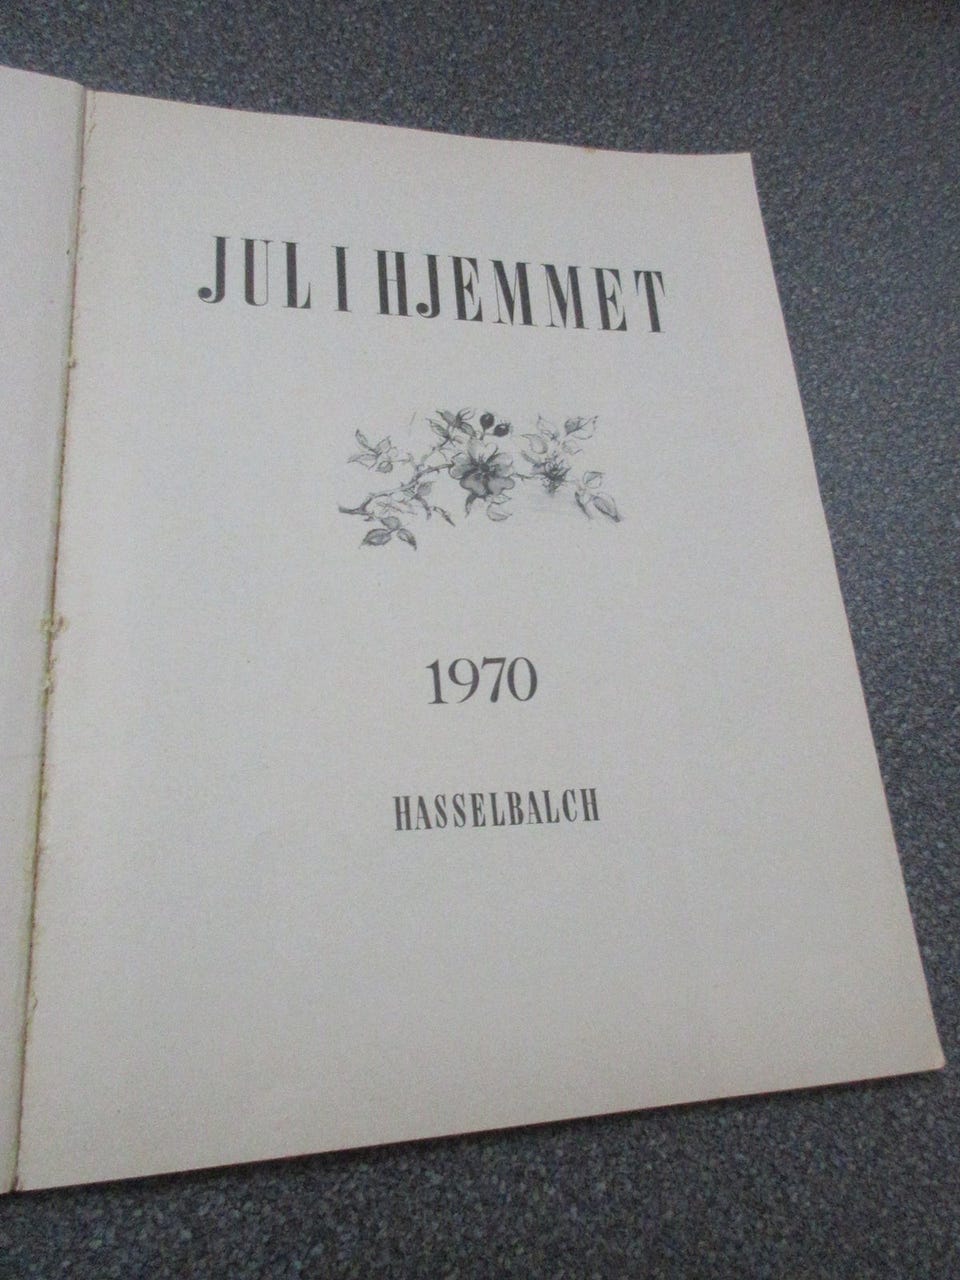 JUL I HJEMMET
1970
HASSELBALCH